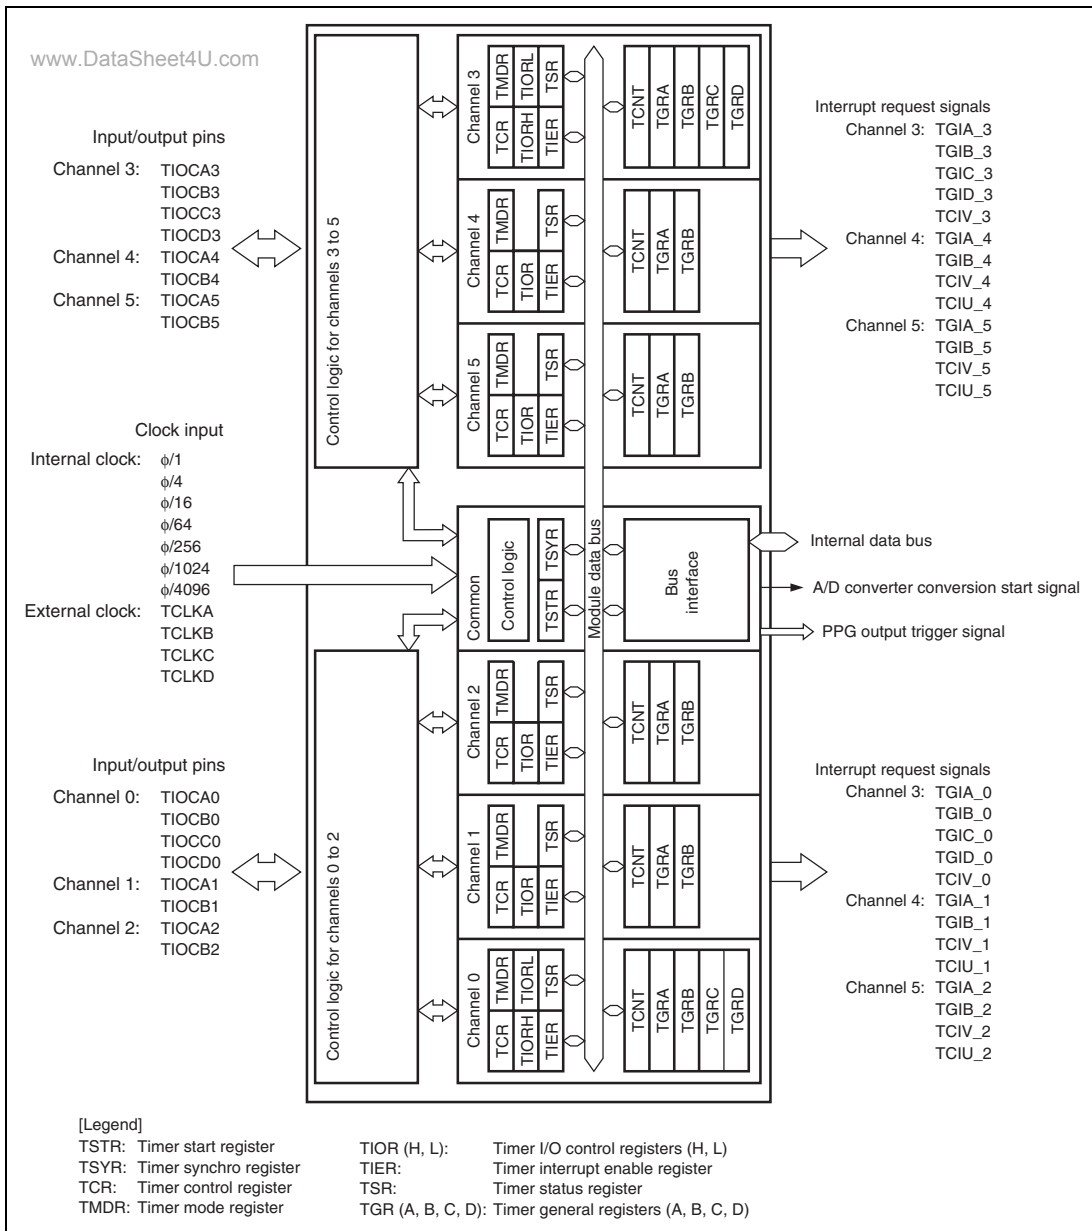 www.DataSheet4U.com
Input/output pins
Channel 3: TIOCA3
TIOCB3
TIOCC3
TIOCD3
Channel 4: TIOCA4
TIOCB4
Channel 5: TIOCA5
TIOCB5
Clock input
Internal clock: ϕ/1
ϕ/4
ϕ/16
ϕ/64
ϕ/256
ϕ/1024
ϕ/4096
External clock: TCLKA
TCLKB
TCLKC
TCLKD
Input/output pins
Channel 0: TIOCA0
TIOCB0
TIOCC0
TIOCD0
Channel 1: TIOCA1
TIOCB1
Channel 2: TIOCA2
TIOCB2
Control logic for channels 3 to 5
Control logic for channels 0 to 2
Channel 3
TMDR
TIORL
TSR
TCR
TIORH
TIER
TCNT
TGRA
TGRB
TGRC
TGRD
Channel 4
TMDR
TSR
TCR
TIOR
TIER
TCNT
TGRA
TGRB
Channel 5
TMDR
TSR
TCR
TIOR
TIER
TCNT
TGRA
TGRB
Common
Control logic
TSYR
TSTR
Module data bus
Bus
interface
Channel 2
TMDR
TSR
TCR
TIOR
TIER
TCNT
TGRA
TGRB
Channel 1
TMDR
TSR
TCR
TIOR
TIER
TCNT
TGRA
TGRB
Channel 0
TMDR
TIORL
TSR
TCR
TIORH
TIER
TCNT
TGRA
TGRB
TGRC
TGRD
Interrupt request signals
Channel 3: TGIA_3
TGIB_3
TGIC_3
TGID_3
TCIV_3
Channel 4: TGIA_4
TGIB_4
TCIV_4
TCIU_4
Channel 5: TGIA_5
TGIB_5
TCIV_5
TCIU_5
Internal data bus
A/D converter conversion start signal
PPG output trigger signal
Interrupt request signals
Channel 3: TGIA_0
TGIB_0
TGIC_0
TGID_0
TCIV_0
Channel 4: TGIA_1
TGIB_1
TCIV_1
TCIU_1
Channel 5: TGIA_2
TGIB_2
TCIV_2
TCIU_2
[Legend]
TSTR: Timer start register
TSYR: Timer synchro register
TCR: Timer control register
TMDR: Timer mode register
TIOR (H, L): Timer I/O control registers (H, L)
TIER: Timer interrupt enable register
TSR: Timer status register
TGR (A, B, C, D): Timer general registers (A, B, C, D)